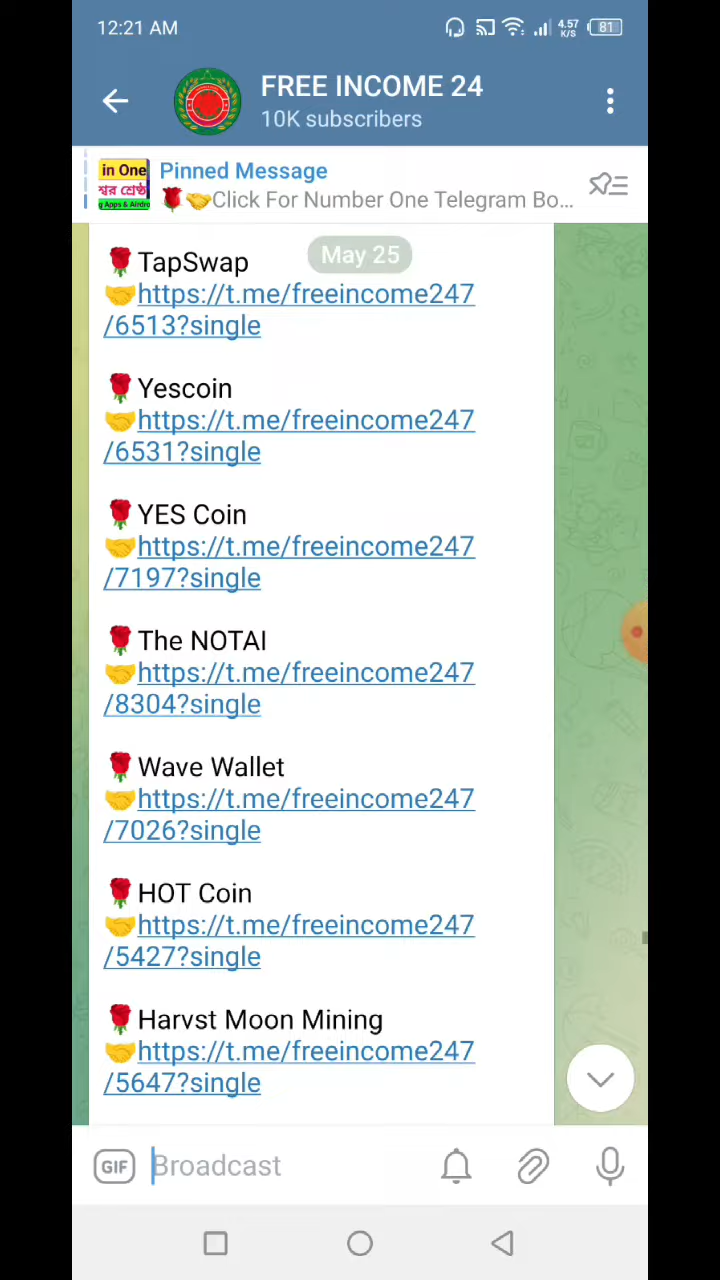 12:21 AM
4.57
K/S
81
FREE INCOME 24
10K subscribers
in One
শ্বর শ্রেষ্ঠ
g Apps & Airdro
Pinned Message
🌹🤝Click For Number One Telegram Bo...
May 25
🌹TapSwap
🤝https://t.me/freeincome247
/6513?single
🌹Yescoin
🤝https://t.me/freeincome247
/6531?single
🌹YES Coin
🤝https://t.me/freeincome247
/7197?single
🌹The NOTAI
🤝https://t.me/freeincome247
/8304?single
🌹Wave Wallet
🤝https://t.me/freeincome247
/7026?single
🌹HOT Coin
🤝https://t.me/freeincome247
/5427?single
🌹Harvst Moon Mining
🤝https://t.me/freeincome247
/5647?single
GIF
Broadcast